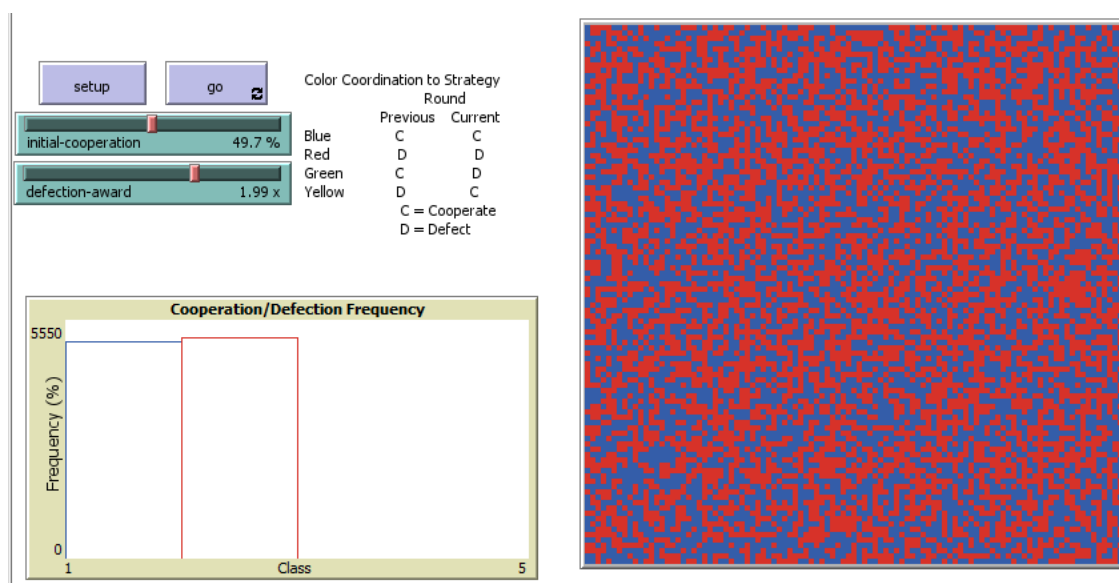 setup
go
initial-cooperation 49.7 %
defection-award 1.99 x
Color Coordination to Strategy
Round
Previous Current
Blue C C
Red D D
Green C D
Yellow D C
C = Cooperate
D = Defect
Cooperation/Defection Frequency
5550
Frequency (%)
0
1 Class 5